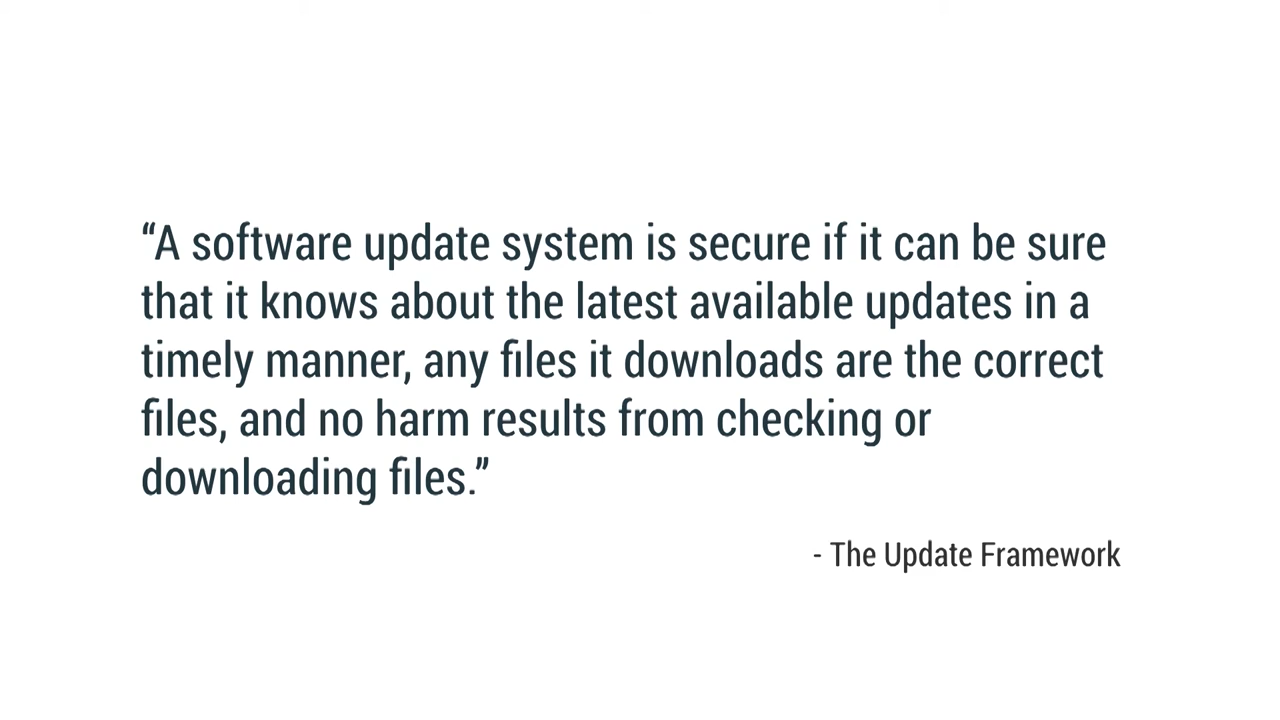 “A software update system is secure if it can be sure
that it knows about the latest available updates in a
timely manner, any files it downloads are the correct
files, and no harm results from checking or
downloading files.”
- The Update Framework